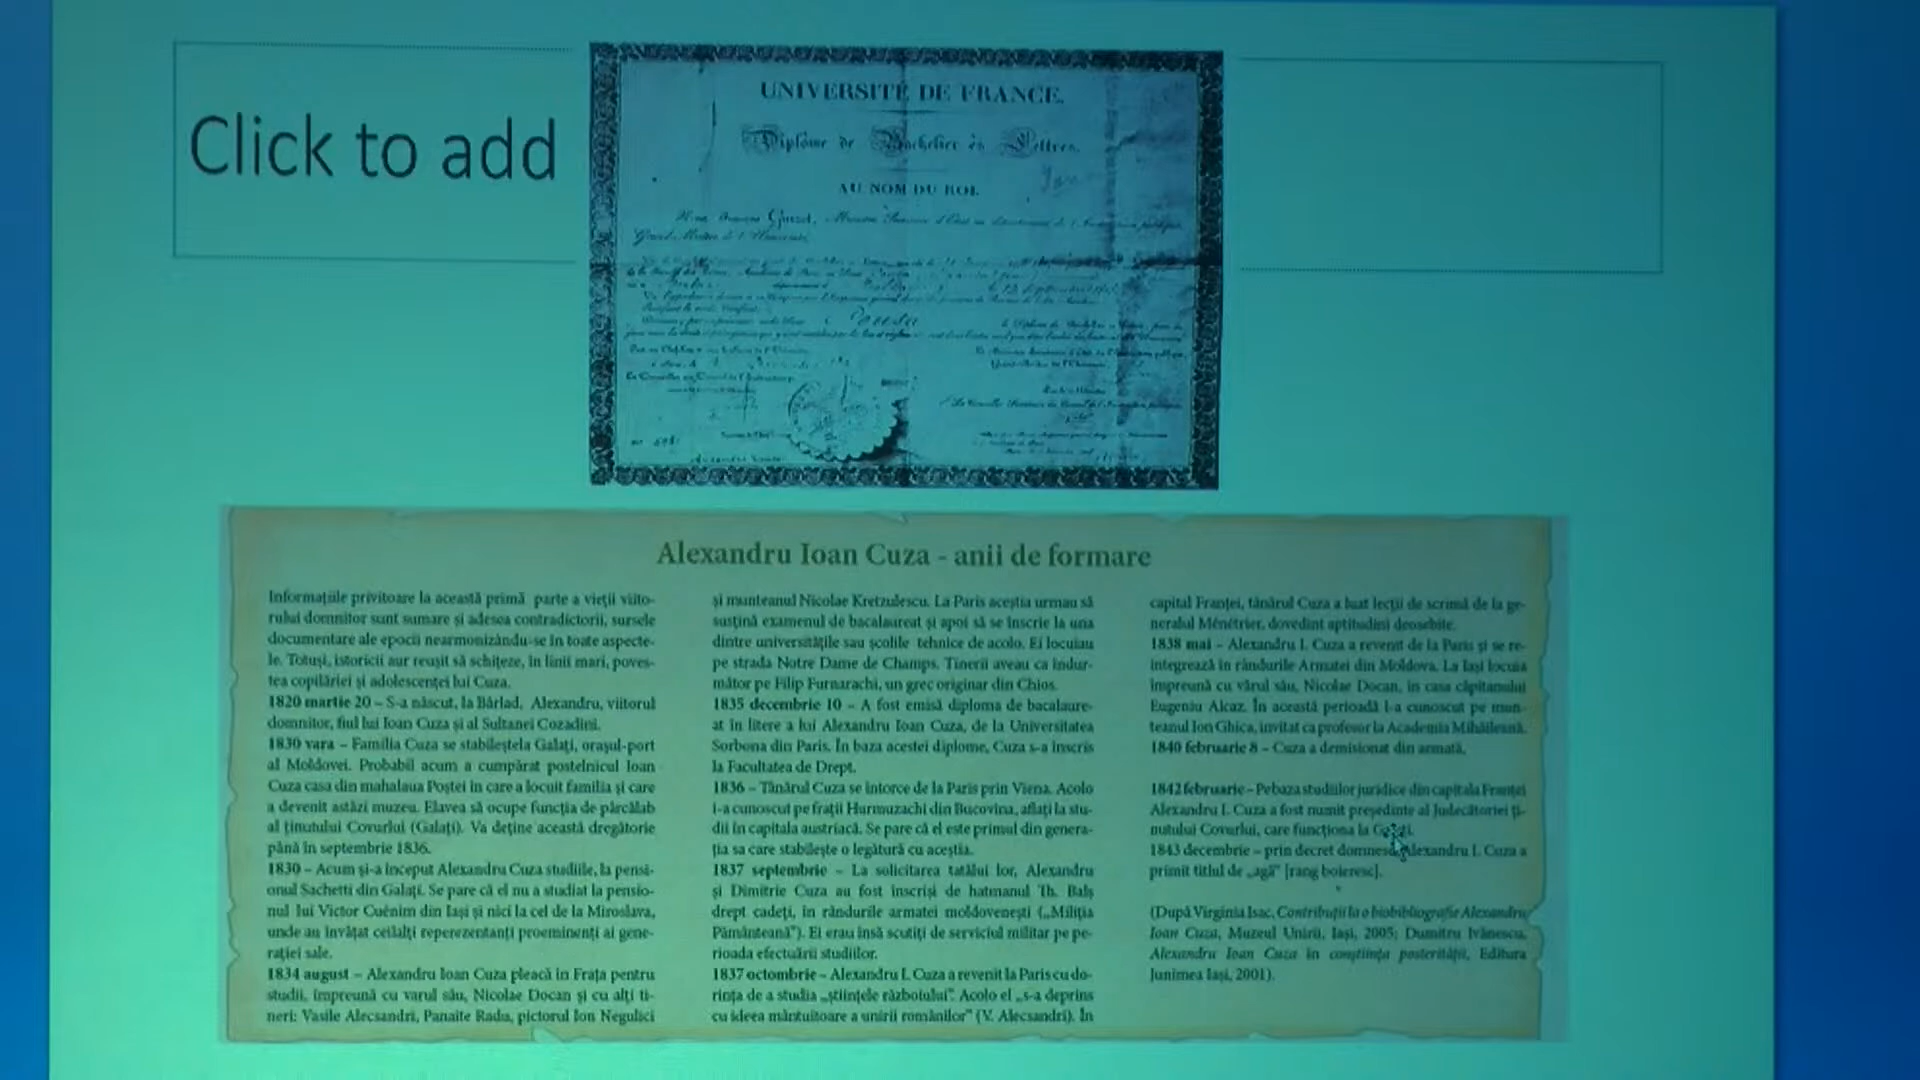 Click to add
UNIVERSITÉ DE FRANCE.
Diplôme de Bachelier ès Lettres.
AU NOM DU ROI.
Guizot,
Alexandru Ioan Cuza - anii de formare
Informațiile privitoare la această primă parte a vieții viito-
rului domnitor sunt sumare și adesea contradictorii, sursele
documentare ale epocii nearmonizându-se în toate aspecte-
le. Totuși, istoricii aur reușit să schițeze, în linii mari, poves-
tea copilăriei și adolescenței lui Cuza.
1820 martie 20 – S-a născut, la Bârlad, Alexandru, viitorul
domnitor, fiul lui Ioan Cuza și al Sultanei Cozadini.
1830 vara – Familia Cuza se stabileștela Galați, orașul-port
al Moldovei. Probabil acum a cumpărat postelnicul Ioan
Cuza casa din mahalaua Poștei in care a locuit familia și care
a devenit astăzi muzeu. Elavea să ocupe funcția de pârcălab
al ținutului Covurlui (Galați). Va deține această dregătorie
până în septembrie 1836.
1830 – Acum și-a început Alexandru Cuza studiile, la pensi-
onul Sachetti din Galați. Se pare că el nu a studiat la pensio-
nul lui Victor Cuénim din Iași și nici la cel de la Miroslava,
unde au învățat ceilalți reperezentanți proeminenți ai gene-
rației sale.
1834 august – Alexandru Ioan Cuza pleacă in Frața pentru
studii, împreună cu varul său, Nicolae Docan și cu alți ti-
neri: Vasile Alecsandri, Panaite Radu, pictorul Ion Negulici
și munteanul Nicolae Kretzulescu. La Paris aceștia urmau să
susțină examenul de bacalaureat și apoi să se înscrie la una
dintre universitățile sau școlile tehnice de acolo. Ei locuiau
pe strada Notre Dame de Champs. Tinerii aveau ca îndur-
mător pe Filip Furnarachi, un grec originar din Chios.
1835 decembrie 10 – A fost emisă diploma de bacalaure-
at în litere a lui Alexandru Ioan Cuza, de la Universitatea
Sorbona din Paris. În baza acestei diplome, Cuza s-a înscris
la Facultatea de Drept.
1836 – Tânărul Cuza se întorce de la Paris prin Viena. Acolo
i-a cunoscut pe frații Hurmuzachi din Bucovina, aflați la stu-
dii în capitala austriacă. Se pare că el este primul din genera-
ția sa care stabilește o legătură cu aceștia.
1837 septembrie – La solicitarea tatălui lor, Alexandru
și Dimitrie Cuza au fost înscriși de hatmanul Th. Balș
drept cadeți, în rândurile armatei moldovenești („Miliția
Pământeană"). Ei erau însă scutiți de serviciul militar pe pe-
rioada efectuării studiilor.
1837 octombrie – Alexandru I. Cuza a revenit la Paris cu do-
rința de a studia „științele războiului". Acolo el „s-a deprins
cu ideea mântuitoare a unirii românilor" (V. Alecsandri). În
capital Franței, tânărul Cuza a luat lecții de scrimă de la ge-
neralul Ménétrier, dovedint aptitudini deosebite.
1838 mai – Alexandru I. Cuza a revenit de la Paris și se re-
integrează în rândurile Armatei din Moldova. La Iași locuia
împreună cu vărul său, Nicolae Docan, in casa căpitanului
Eugeniu Alcaz. În această perioadă l-a cunoscut pe mun-
teanul Ion Ghica, invitat ca profesor la Academia Mihăileană.
1840 februarie 8 – Cuza a demisionat din armată.
1842 februarie – Pebaza studiilor juridice din capitala Franței
Alexandru I. Cuza a fost numit președinte al Judecătoriei ți-
nutului Covurlui, care funcționa la Galați.
1843 decembrie – prin decret domnesc, Alexandru I. Cuza a
primit titlul de „agă" [rang boieresc].
(După Virginia Isac, Contribuții la o biobibliografie Alexandru
Ioan Cuza, Muzeul Unirii, Iași, 2005; Dumitru Ivănescu,
Alexandru Ioan Cuza în conștiința posterității, Editura
Junimea Iași, 2001).